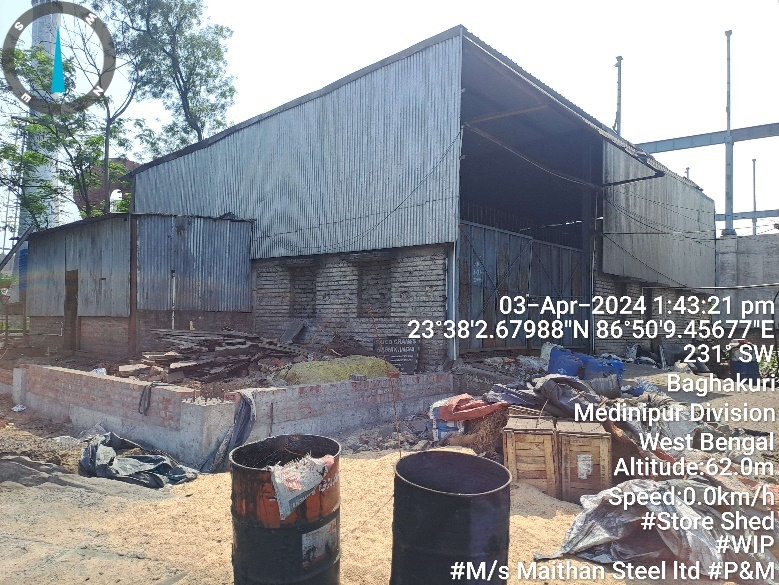 03-Apr-2024 1:43:21 pm
23°38'2.67988"N 86°50'9.45677"E
231° SW
Baghakuri
Medinipur Division
West Bengal
Altitude:62.0m
Speed:0.0km/h
#Store Shed
#WIP
#M/s Maithan Steel ltd #P&M